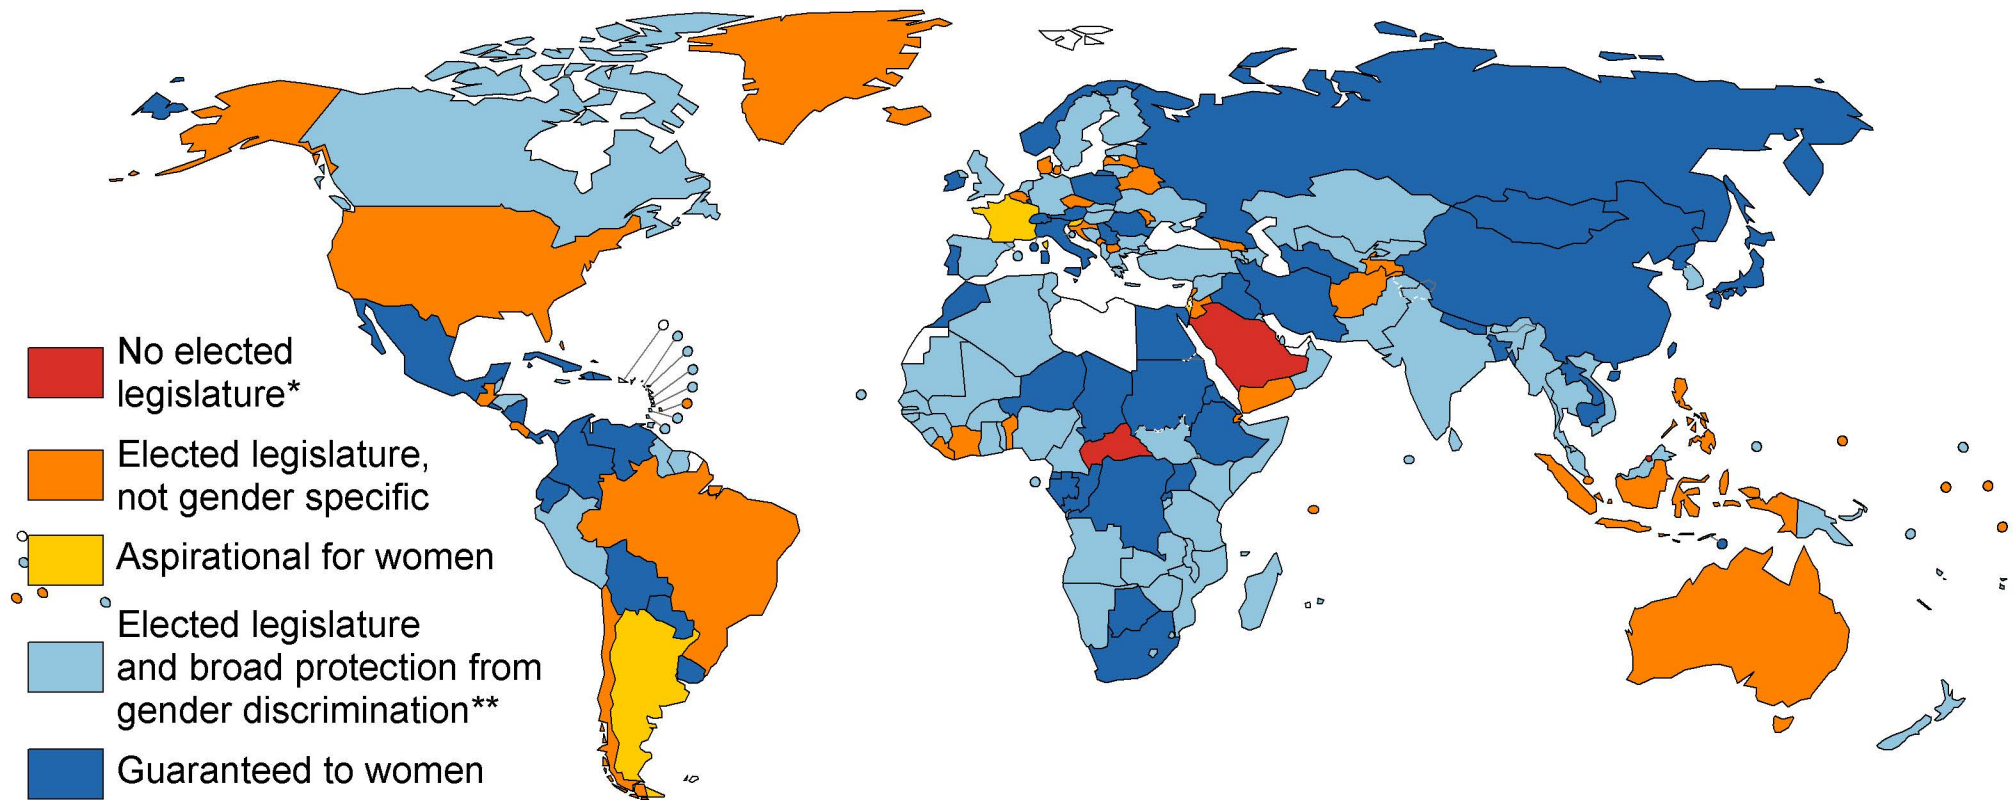 No elected
legislature*
Elected legislature,
not gender specific
Aspirational for women
Elected legislature
and broad protection from
gender discrimination**
Guaranteed to women